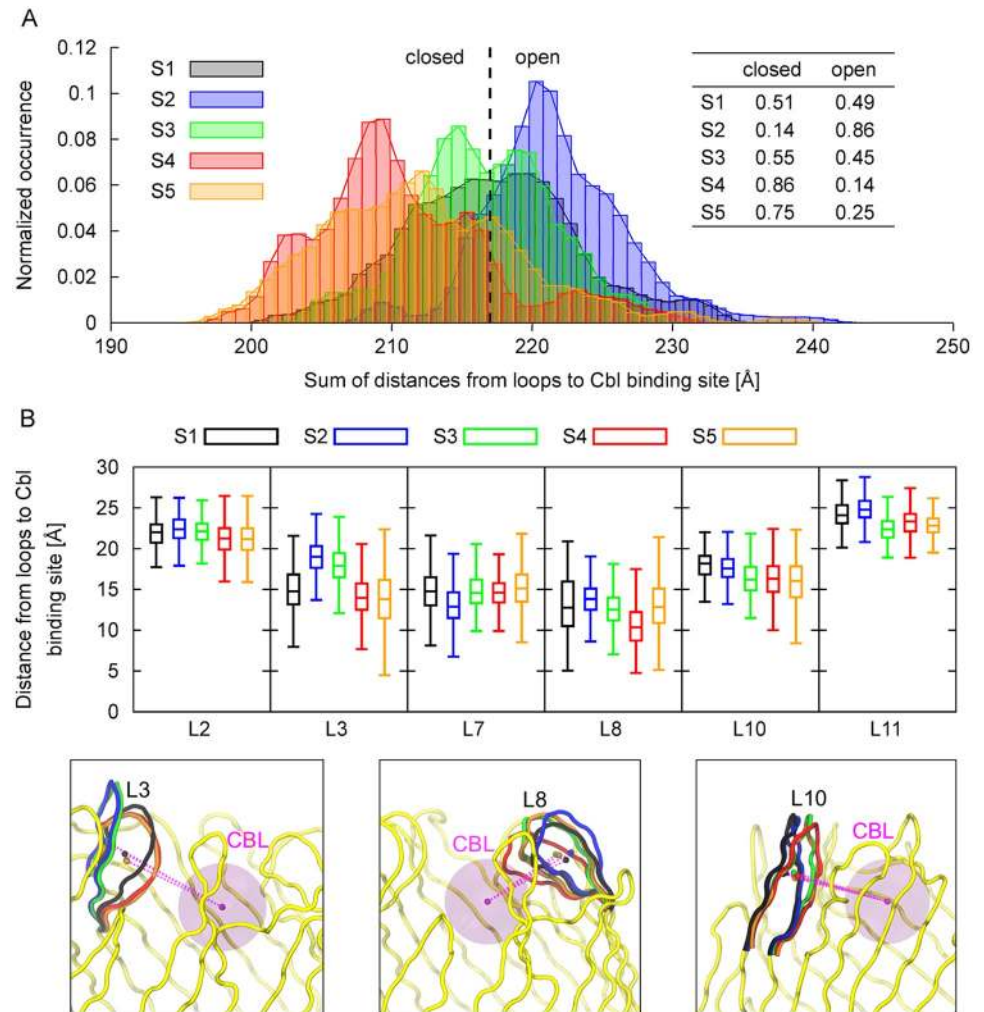 A
Normalized occurrence
0.12
0.1
0.08
0.06
0.04
0.02
0
S1
S2
S3
S4
S5
closed open
closed open
S1 0.51 0.49
S2 0.14 0.86
S3 0.55 0.45
S4 0.86 0.14
S5 0.75 0.25
190 200 210 220 230 240 250
Sum of distances from loops to Cbl binding site [Å]
B
S1 S2 S3 S4 S5
Distance from loops to Cbl
binding site [Å]
30
25
20
15
10
5
0
L2 L3 L7 L8 L10 L11
L3
CBL
L8
CBL
L10
CBL